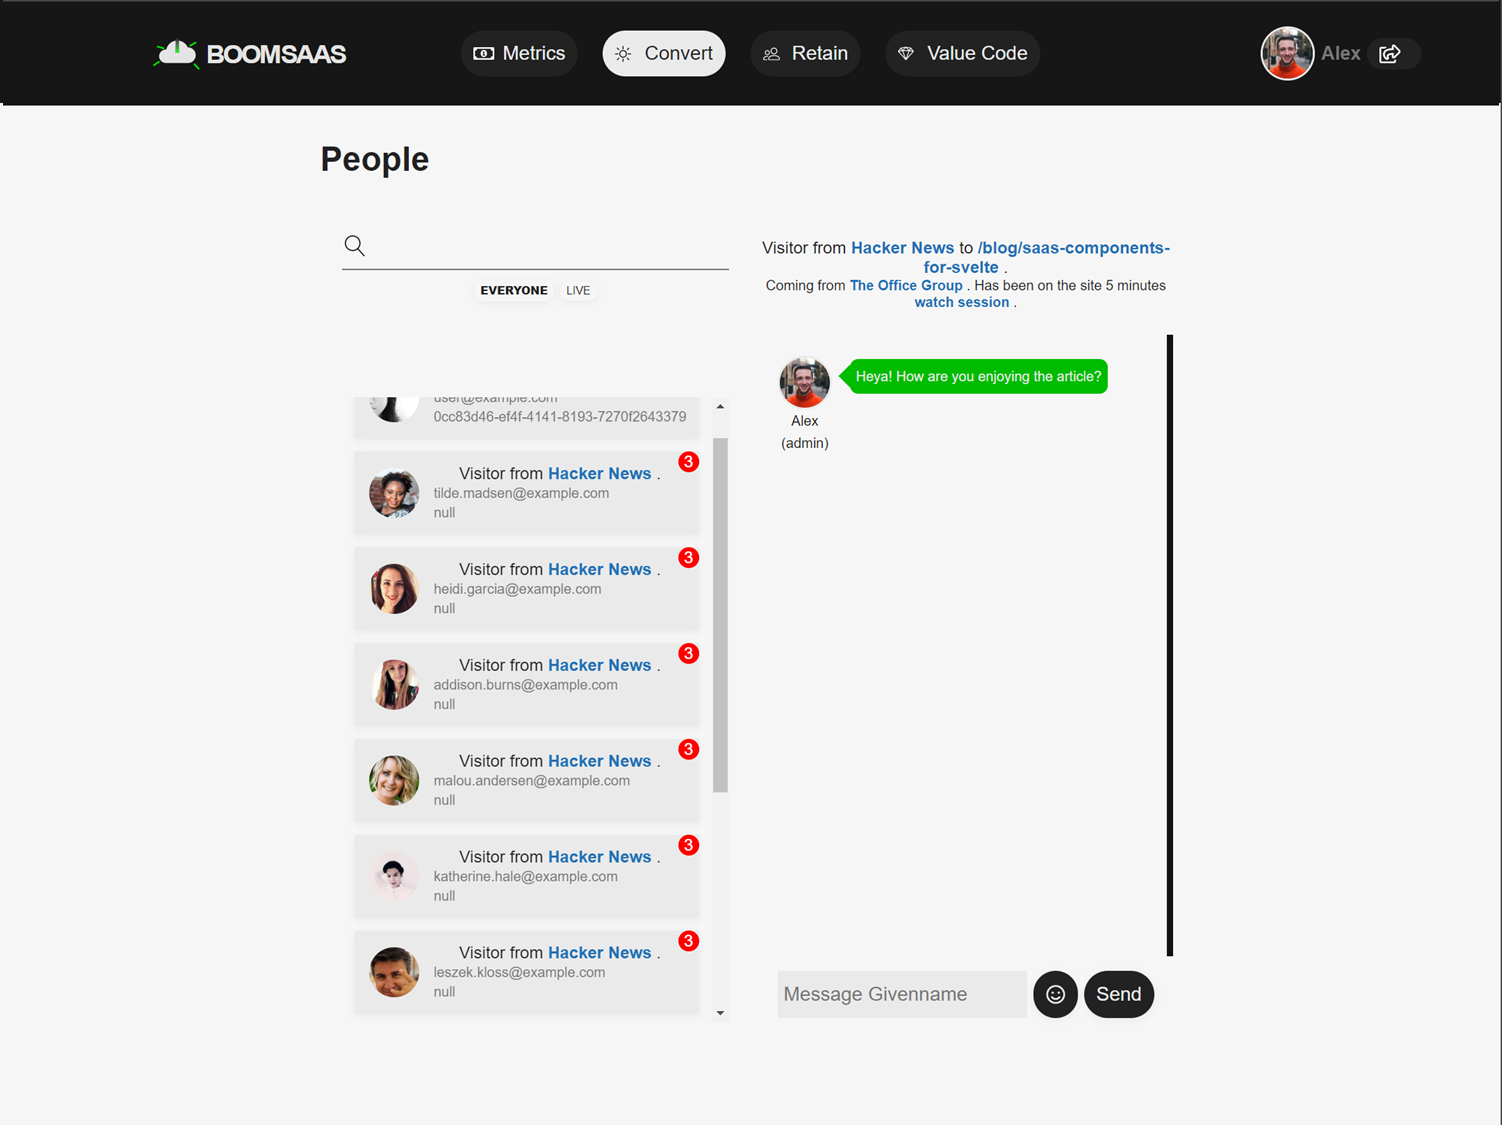 BOOMSAAS
Metrics
Convert
Retain
Value Code
Alex
People
EVERYONE LIVE
user@example.com
0cc83d46-ef4f-4141-8193-7270f2643379
3
Visitor from Hacker News .
tilde.madsen@example.com
null
3
Visitor from Hacker News .
heidi.garcia@example.com
null
3
Visitor from Hacker News .
addison.burns@example.com
null
3
Visitor from Hacker News .
malou.andersen@example.com
null
3
Visitor from Hacker News .
katherine.hale@example.com
null
3
Visitor from Hacker News .
leszek.kloss@example.com
null
Visitor from Hacker News to /blog/saas-components-
for-svelte .
Coming from The Office Group . Has been on the site 5 minutes
watch session .
Heya! How are you enjoying the article?
Alex
(admin)
Message Givenname
Send